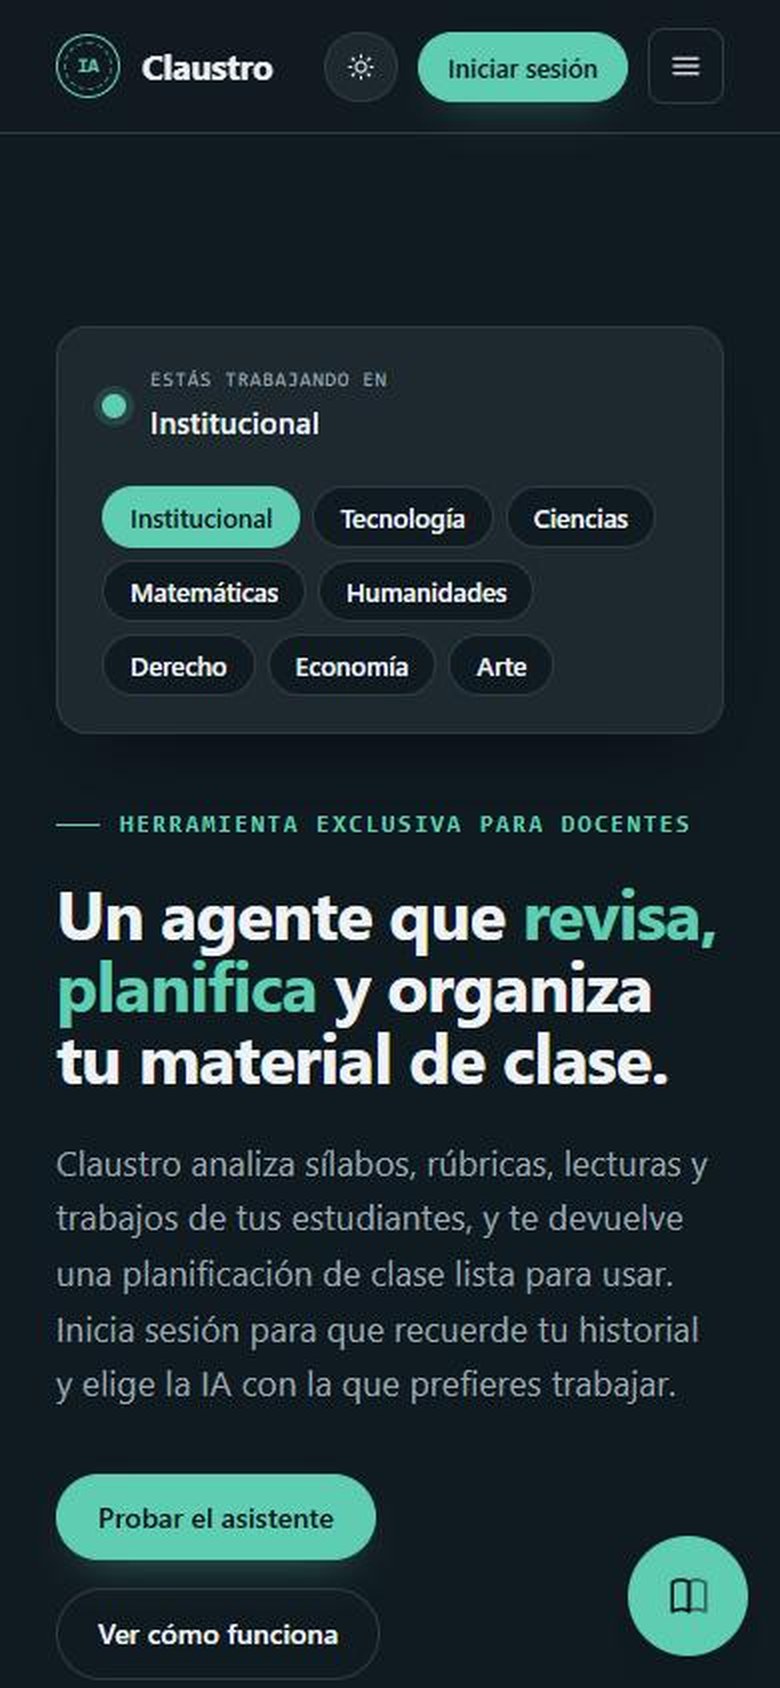 IA
Claustro
Iniciar sesión
ESTÁS TRABAJANDO EN
Institucional
Institucional Tecnología Ciencias
Matemáticas Humanidades
Derecho Economía Arte
HERRAMIENTA EXCLUSIVA PARA DOCENTES
Un agente que revisa,
planifica y organiza
tu material de clase.
Claustro analiza sílabos, rúbricas, lecturas y
trabajos de tus estudiantes, y te devuelve
una planificación de clase lista para usar.
Inicia sesión para que recuerde tu historial
y elige la IA con la que prefieres trabajar.
Probar el asistente
Ver cómo funciona